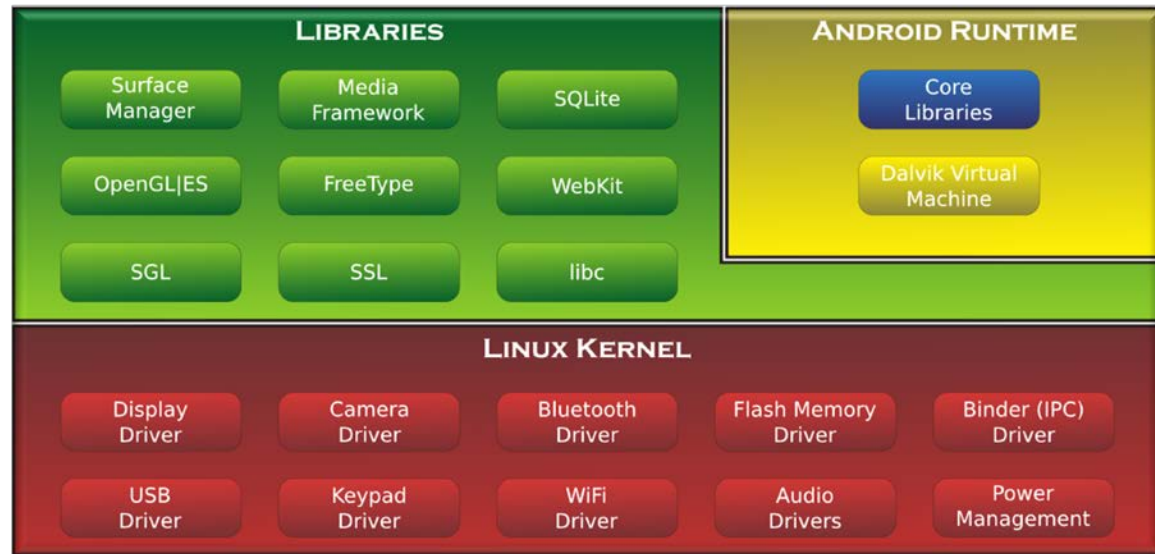 LIBRARIES
Surface
Manager
Media
Framework
SQLite
OpenGL|ES
FreeType
WebKit
SGL
SSL
libc
ANDROID RUNTIME
Core
Libraries
Dalvik Virtual
Machine
LINUX KERNEL
Display
Driver
Camera
Driver
Bluetooth
Driver
Flash Memory
Driver
Binder (IPC)
Driver
USB
Driver
Keypad
Driver
WiFi
Driver
Audio
Drivers
Power
Management